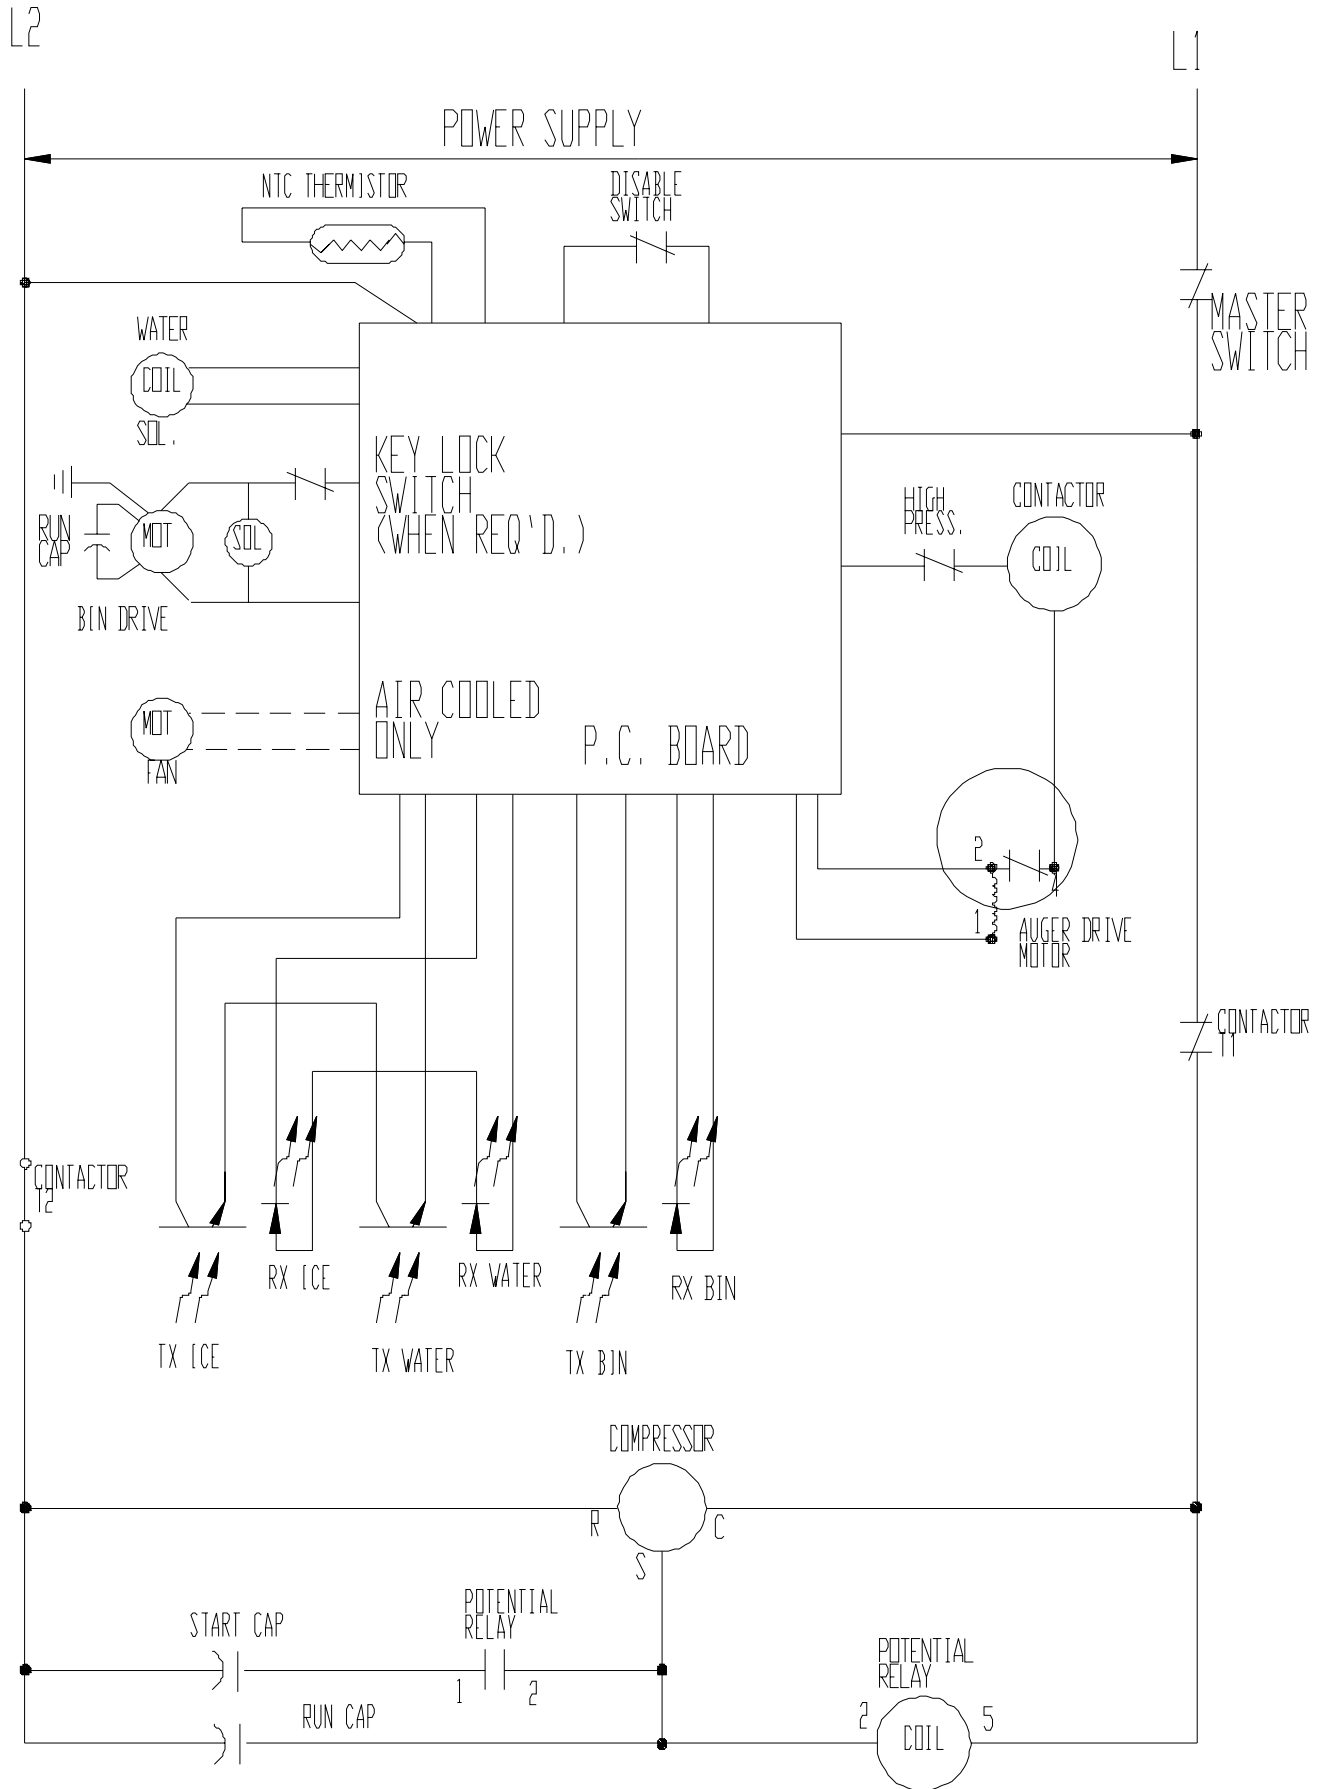 L2
L1
POWER SUPPLY
NTC THERMISTOR
DISABLE
SWITCH
MASTER
SWITCH
WATER
COIL
SOL.
KEY LOCK
SWITCH
(WHEN REQ'D.)
HIGH
PRESS.
CONTACTOR
COIL
RUN
CAP
MOT
SOL
BIN DRIVE
AIR COOLED
ONLY
P.C. BOARD
MOT
FAN
2
4
1
AUGER DRIVE
MOTOR
CONTACTOR
T1
CONTACTOR
T2
RX ICE
RX WATER
RX BIN
TX ICE
TX WATER
TX BIN
COMPRESSOR
R
C
S
START CAP
POTENTIAL
RELAY
1
2
RUN CAP
POTENTIAL
RELAY
2
COIL
5